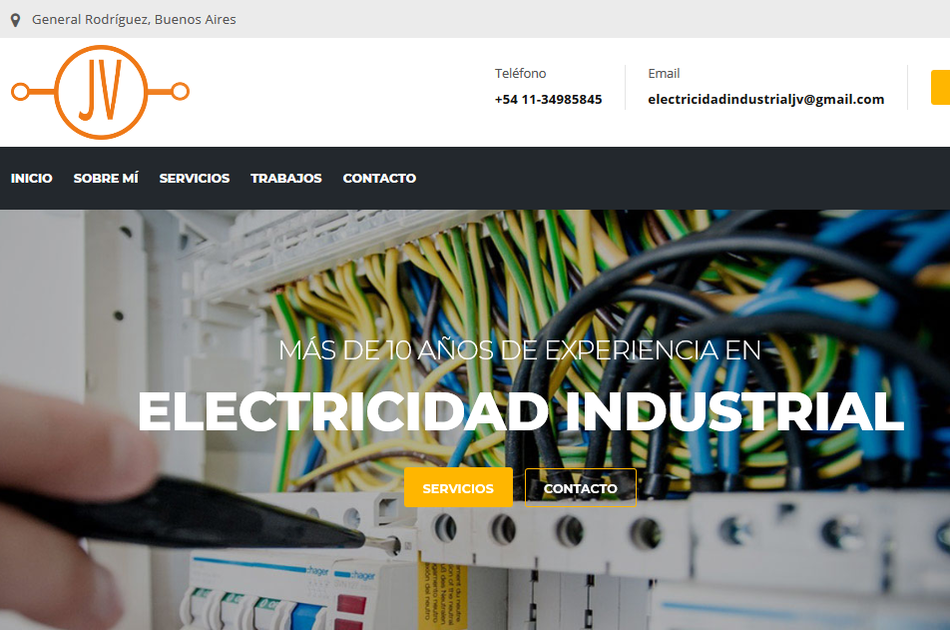 General Rodríguez, Buenos Aires
JV
Teléfono
Email
+54 11-34985845
electricidadindustrialjv@gmail.com
INICIO SOBRE MÍ SERVICIOS TRABAJOS CONTACTO
MÁS DE 10 AÑOS DE EXPERIENCIA EN
ELECTRICIDAD INDUSTRIAL
SERVICIOS CONTACTO
:hager :hager